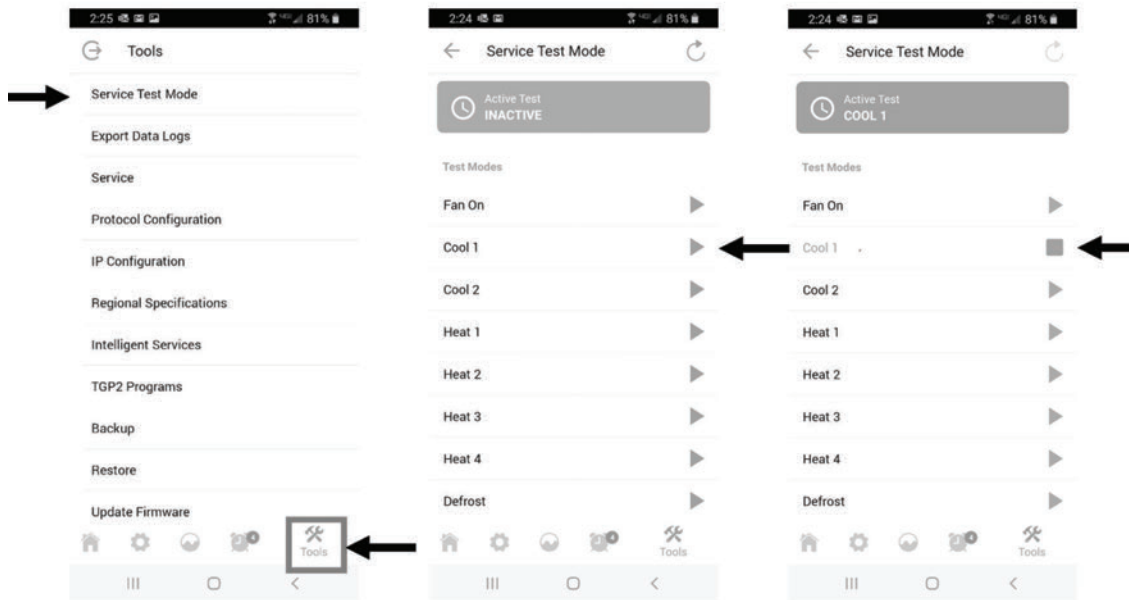 2:25
81%
Tools
Service Test Mode
Export Data Logs
Service
Protocol Configuration
IP Configuration
Regional Specifications
Intelligent Services
TGP2 Programs
Backup
Restore
Update Firmware
4
Tools
2:24
81%
Service Test Mode
Active Test
INACTIVE
Test Modes
Fan On
Cool 1
Cool 2
Heat 1
Heat 2
Heat 3
Heat 4
Defrost
4
Tools
2:24
81%
Service Test Mode
Active Test
COOL 1
Test Modes
Fan On
Cool 1
Cool 2
Heat 1
Heat 2
Heat 3
Heat 4
Defrost
4
Tools